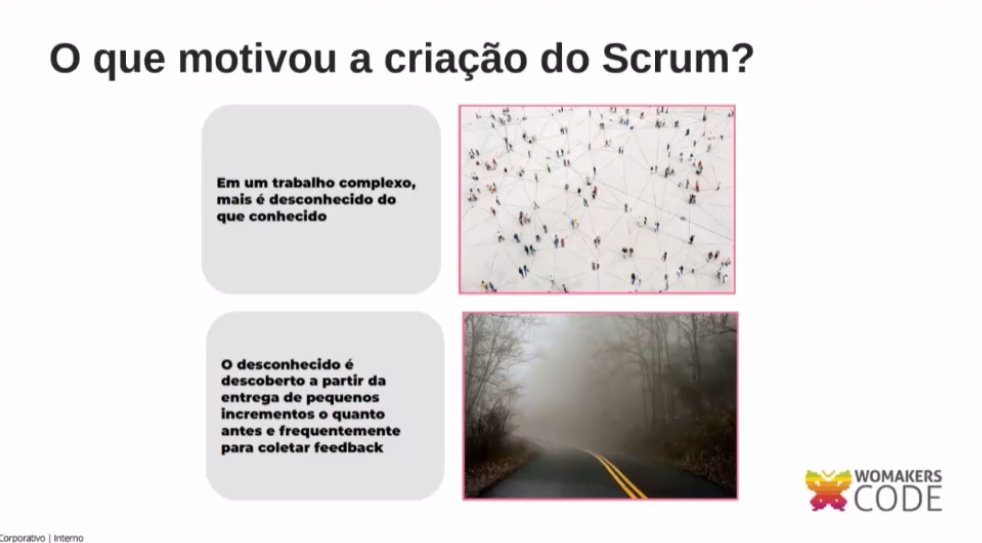 O que motivou a criação do Scrum?
Em um trabalho complexo,
mais é desconhecido do
que conhecido
O desconhecido é
descoberto a partir da
entrega de pequenos
incrementos o quanto
antes e frequentemente
para coletar feedback
WOMAKERS
CODE
Corporativo | Interno